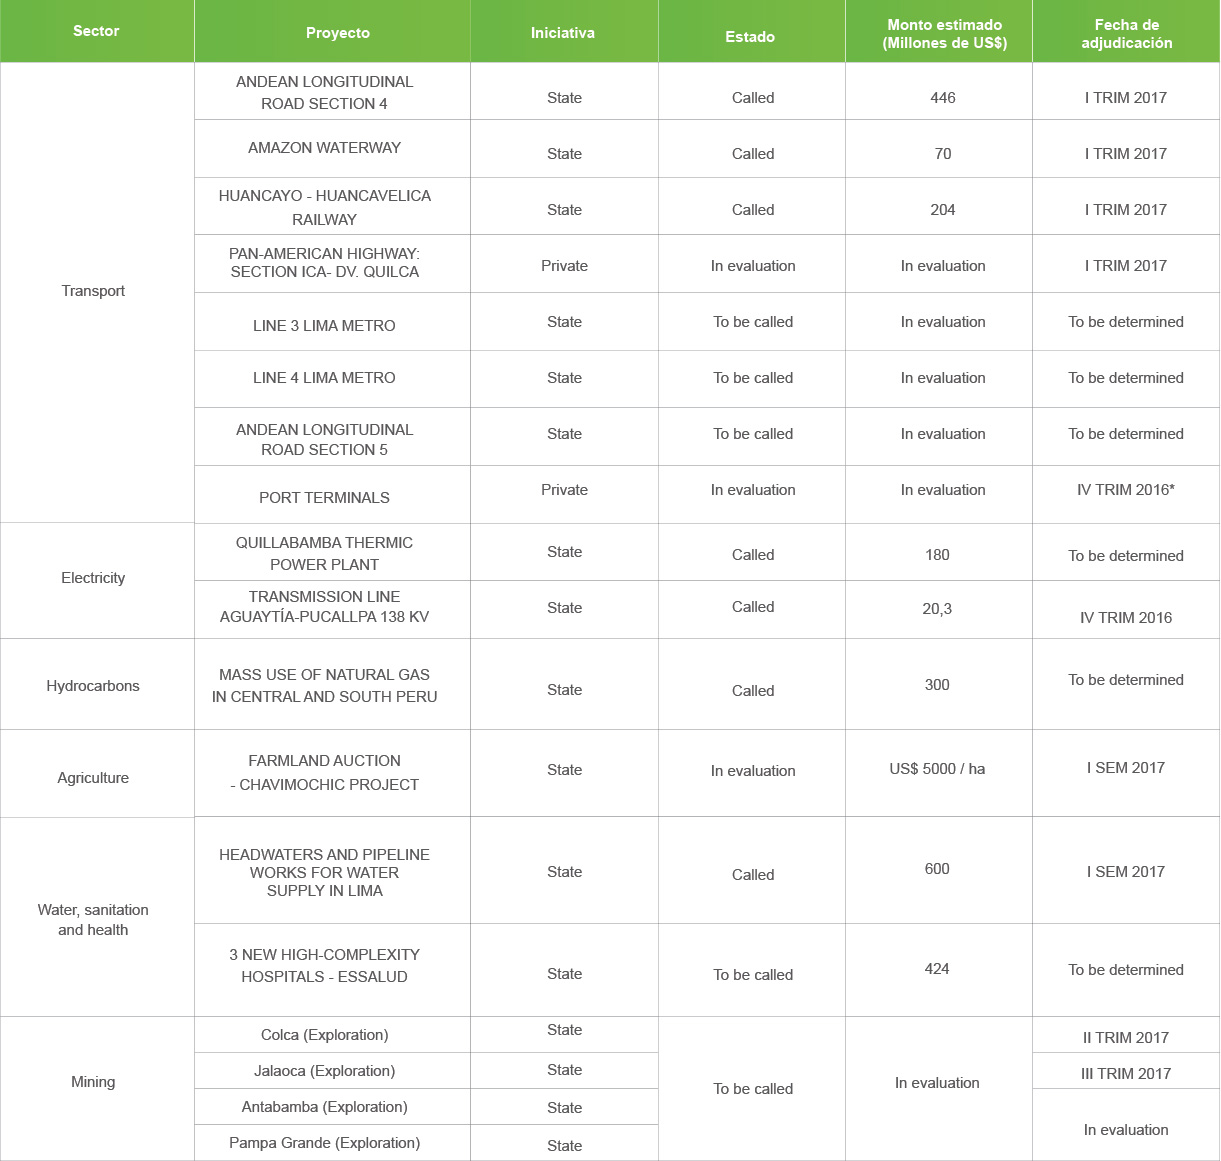 Sector
Proyecto
Iniciativa
Estado
Monto estimado
(Millones de US$)
Fecha de
adjudicación
Transport
ANDEAN LONGITUDINAL
ROAD SECTION 4
State
Called
446
I TRIM 2017
AMAZON WATERWAY
State
Called
70
I TRIM 2017
HUANCAYO - HUANCAVELICA
RAILWAY
State
Called
204
I TRIM 2017
PAN-AMERICAN HIGHWAY:
SECTION ICA- DV. QUILCA
Private
In evaluation
In evaluation
I TRIM 2017
LINE 3 LIMA METRO
State
To be called
In evaluation
To be determined
LINE 4 LIMA METRO
State
To be called
In evaluation
To be determined
ANDEAN LONGITUDINAL
ROAD SECTION 5
State
To be called
In evaluation
To be determined
PORT TERMINALS
Private
In evaluation
In evaluation
IV TRIM 2016*
Electricity
QUILLABAMBA THERMIC
POWER PLANT
State
Called
180
To be determined
TRANSMISSION LINE
AGUAYTÍA-PUCALLPA 138 KV
State
Called
20,3
IV TRIM 2016
Hydrocarbons
MASS USE OF NATURAL GAS
IN CENTRAL AND SOUTH PERU
State
Called
300
To be determined
Agriculture
FARMLAND AUCTION
- CHAVIMOCHIC PROJECT
State
In evaluation
US$ 5000 / ha
I SEM 2017
Water, sanitation
and health
HEADWATERS AND PIPELINE
WORKS FOR WATER
SUPPLY IN LIMA
State
Called
600
I SEM 2017
3 NEW HIGH-COMPLEXITY
HOSPITALS - ESSALUD
State
To be called
424
To be determined
Mining
Colca (Exploration)
State
To be called
In evaluation
II TRIM 2017
Jalaoca (Exploration)
State
III TRIM 2017
Antabamba (Exploration)
State
In evaluation
Pampa Grande (Exploration)
State